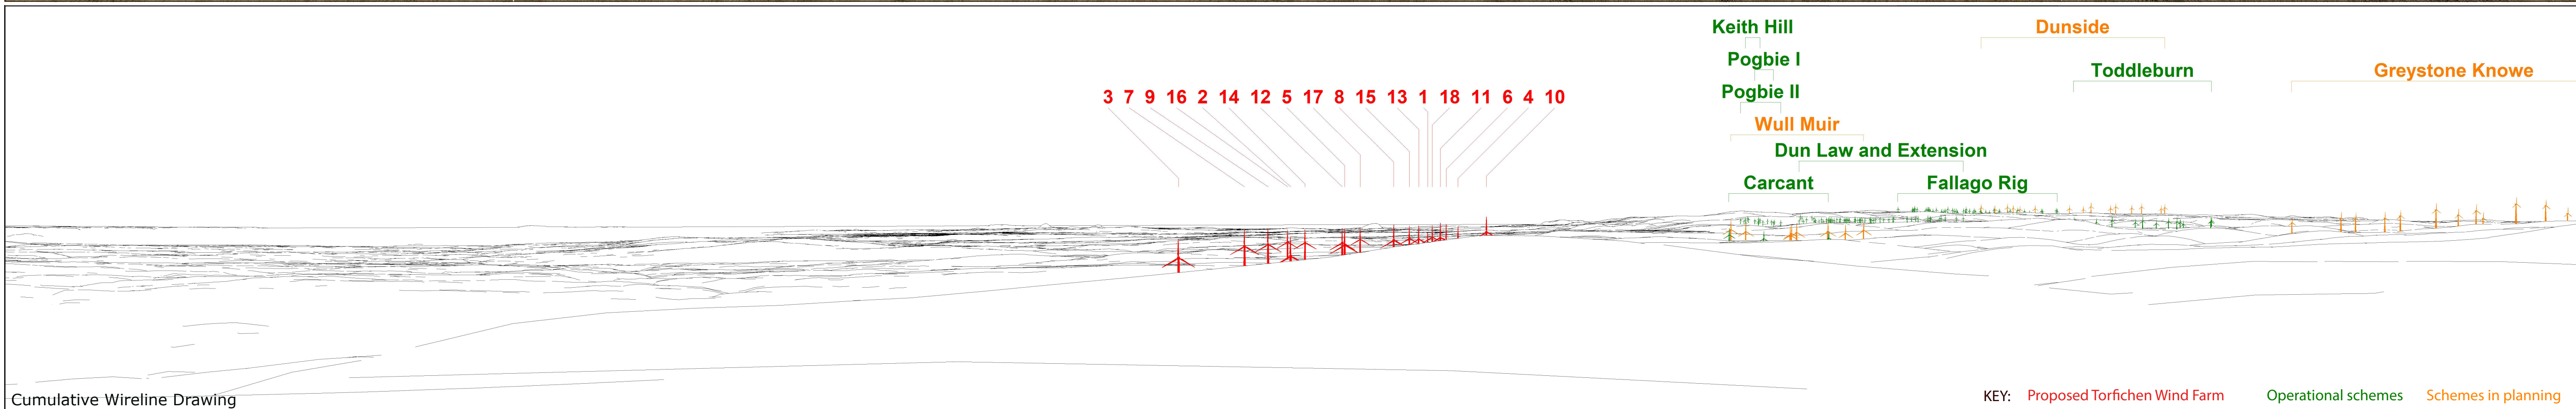 Keith Hill
Dunside
Pogbie I
Toddleburn
Greystone Knowe
Pogbie II
3 7 9 16 2 14 12 5 17 8 15 13 1 18 11 6 4 10
Wull Muir
Dun Law and Extension
Carcant
Fallago Rig
Cumulative Wireline Drawing
KEY: Proposed Torfichen Wind Farm Operational schemes Schemes in planning